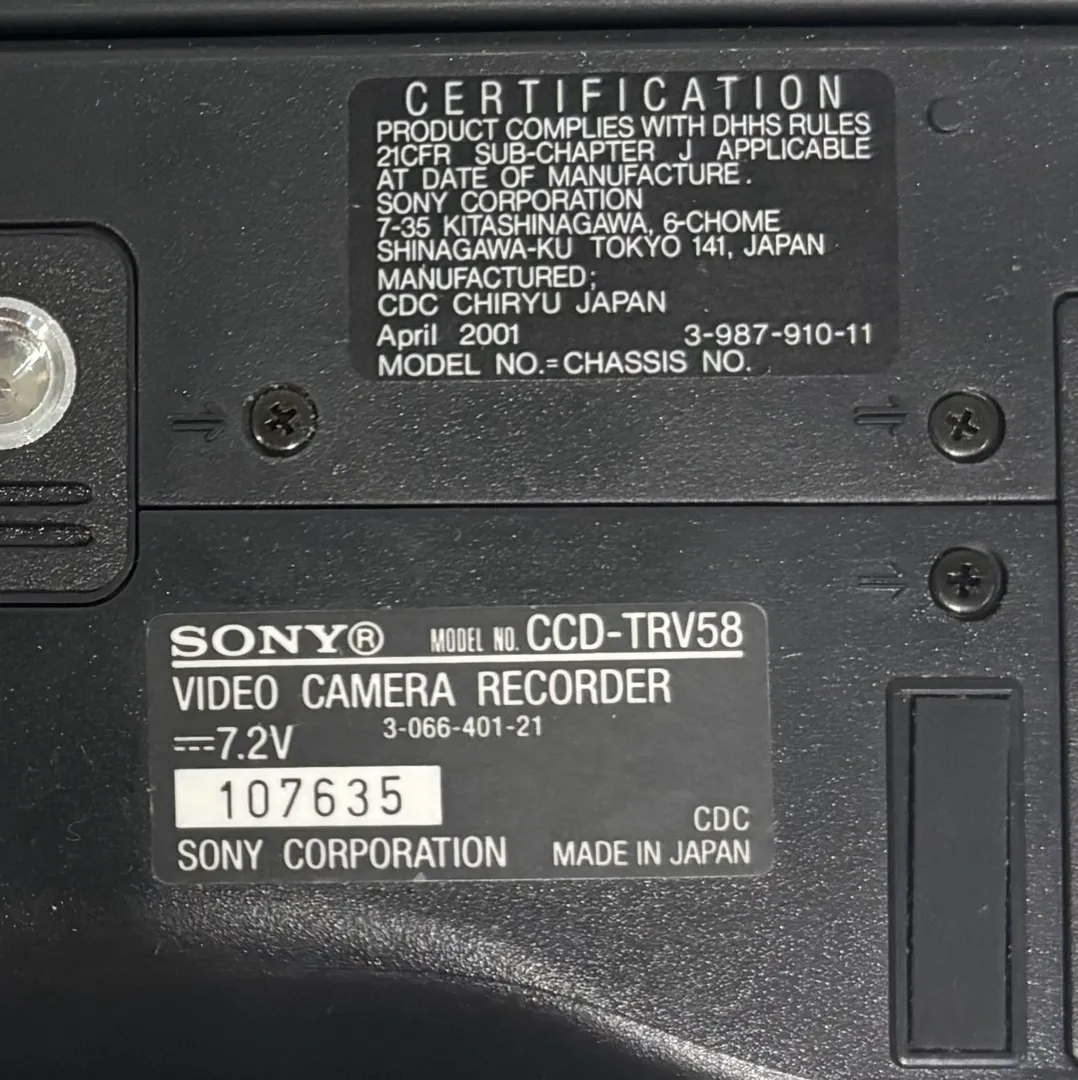 CERTIFICATION
PRODUCT COMPLIES WITH DHHS RULES
21CFR SUB-CHAPTER J APPLICABLE
AT DATE OF MANUFACTURE.
SONY CORPORATION
7-35 KITASHINAGAWA, 6-CHOME
SHINAGAWA-KU TOKYO 141, JAPAN
MANUFACTURED;
CDC CHIRYU JAPAN
April 2001 3-987-910-11
MODEL NO.=CHASSIS NO.
SONY® MODEL NO. CCD-TRV58
VIDEO CAMERA RECORDER
⎓7.2V 3-066-401-21
107635
CDC
SONY CORPORATION MADE IN JAPAN